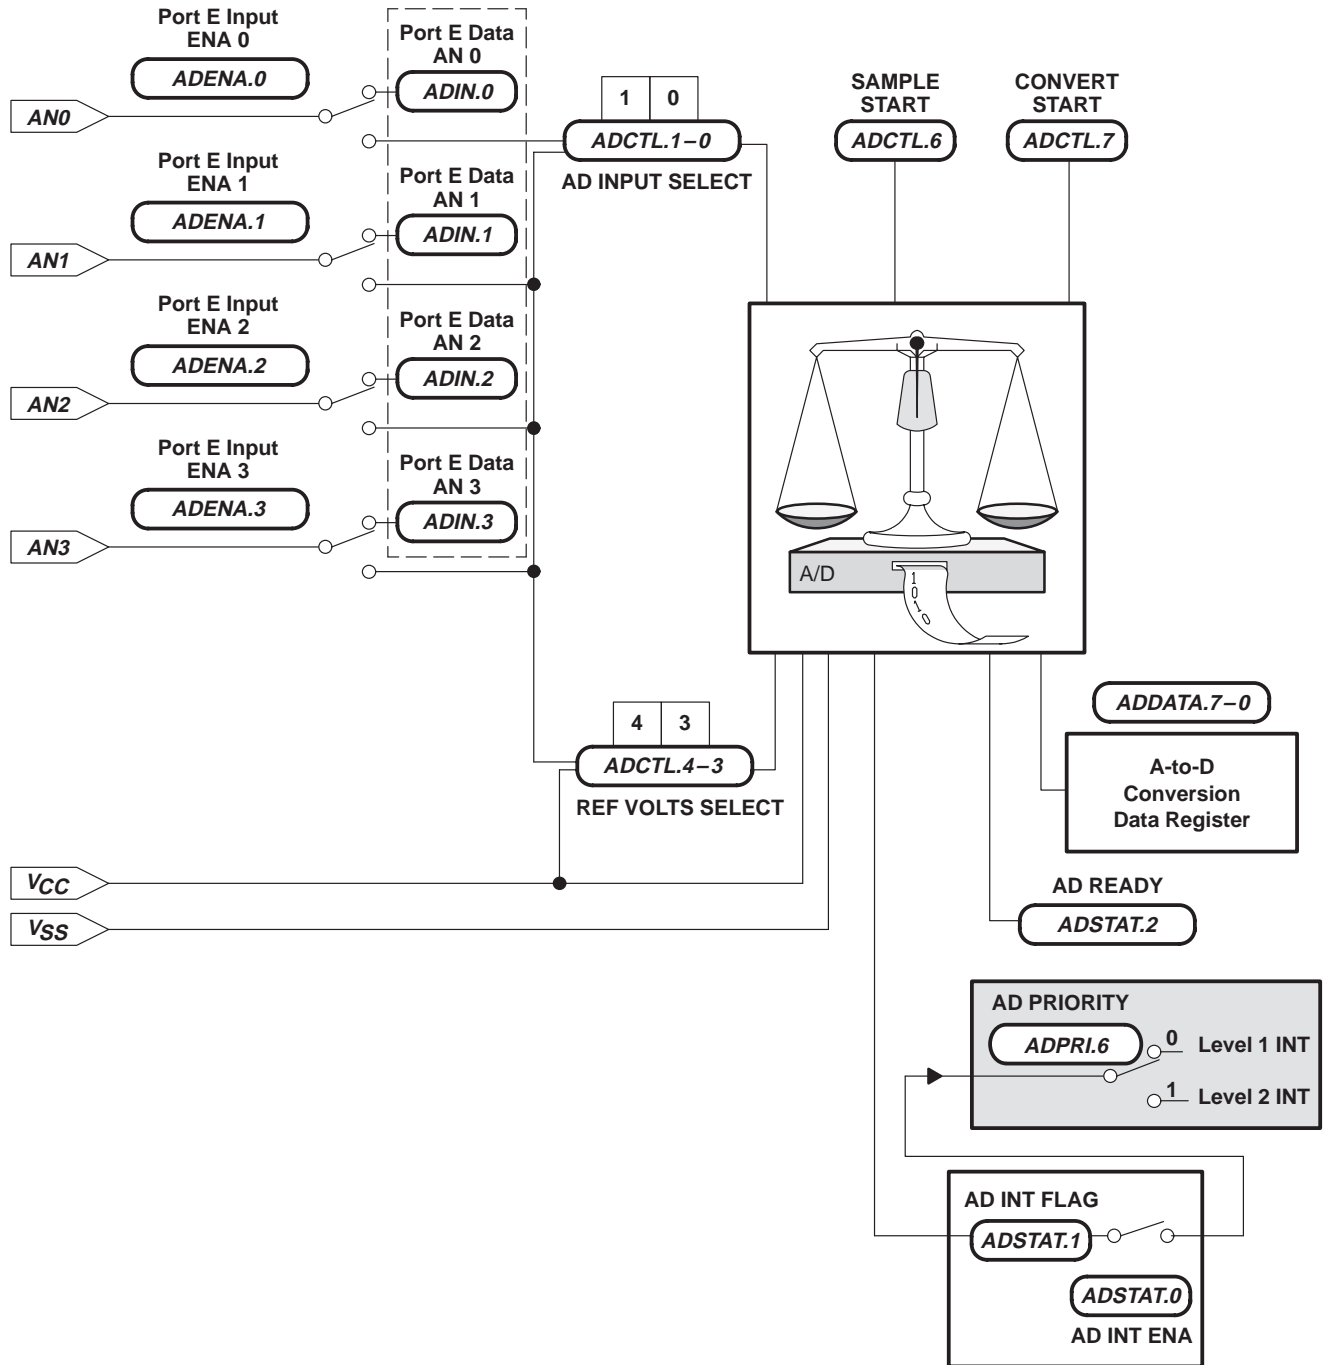 Port E Input
ENA 0
ADENA.0
AN0
Port E Data
AN 0
ADIN.0
1 0
ADCTL.1–0
AD INPUT SELECT
SAMPLE
START
ADCTL.6
CONVERT
START
ADCTL.7
Port E Input
ENA 1
ADENA.1
AN1
Port E Data
AN 1
ADIN.1
Port E Input
ENA 2
ADENA.2
AN2
Port E Data
AN 2
ADIN.2
Port E Input
ENA 3
ADENA.3
AN3
Port E Data
AN 3
ADIN.3
A/D
1
0
1
0
4 3
ADCTL.4–3
REF VOLTS SELECT
ADDATA.7–0
A-to-D
Conversion
Data Register
VCC
VSS
AD READY
ADSTAT.2
AD PRIORITY
ADPRI.6
0 Level 1 INT
1 Level 2 INT
AD INT FLAG
ADSTAT.1
ADSTAT.0
AD INT ENA